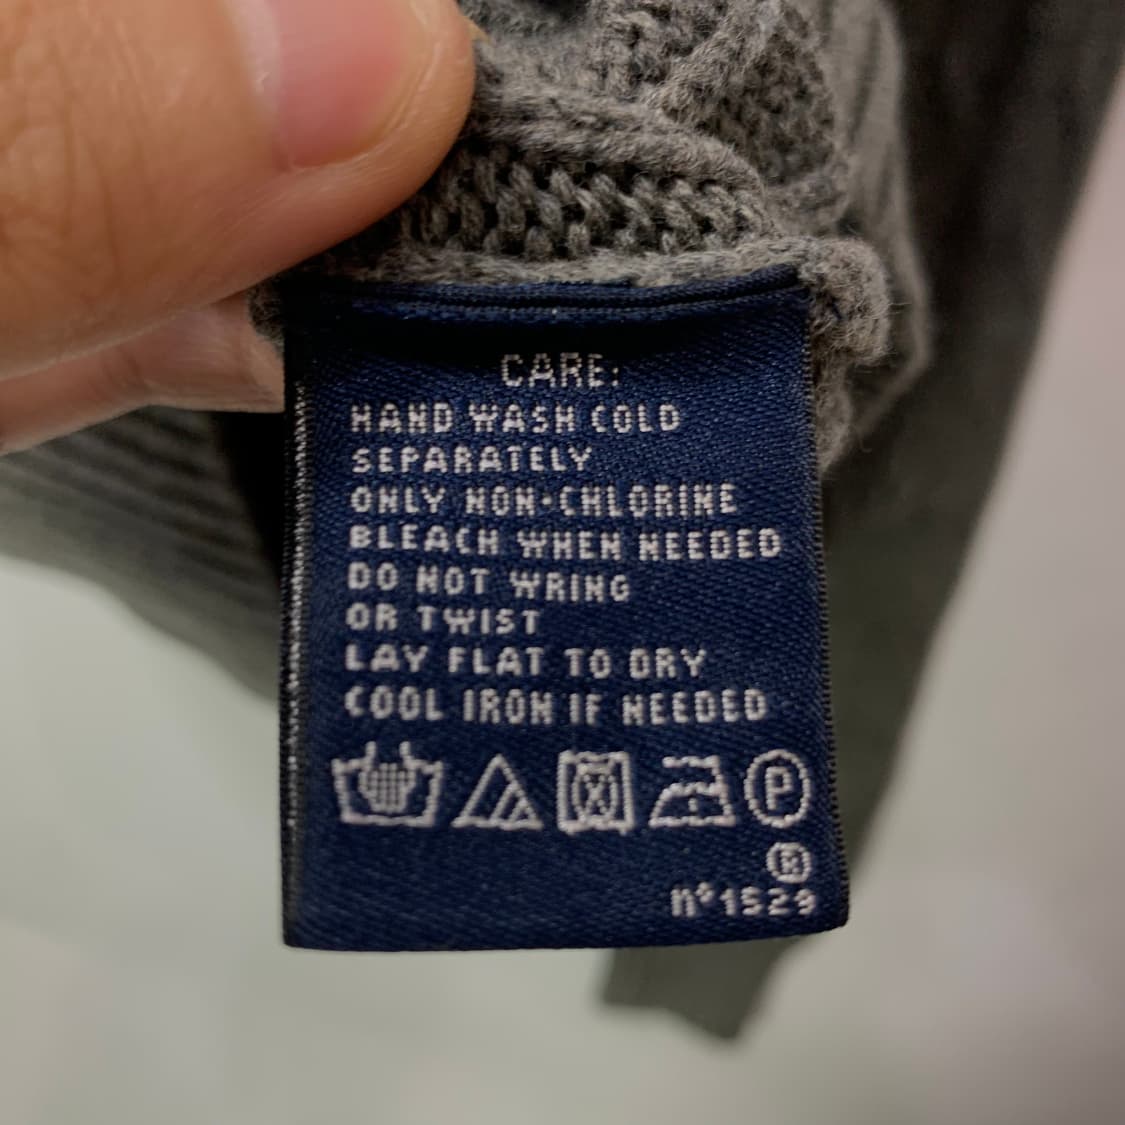 CARE:
HAND WASH COLD
SEPARATELY
ONLY NON-CHLORINE
BLEACH WHEN NEEDED
DO NOT WRING
OR TWIST
LAY FLAT TO DRY
COOL IRON IF NEEDED
P
®
n°1529